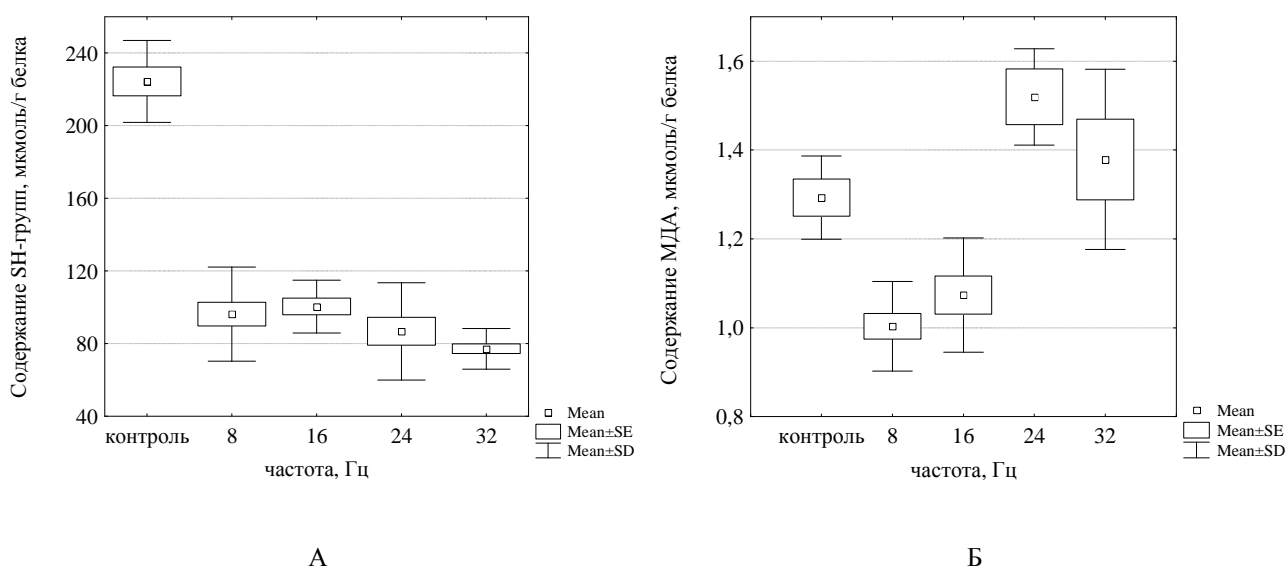 Содержание SH-групп, мкмоль/г белка
240
200
160
120
80
40
контроль 8 16 24 32
частота, Гц
Mean
Mean±SE
Mean±SD
А
Содержание МДА, мкмоль/г белка
1,6
1,4
1,2
1,0
0,8
контроль 8 16 24 32
частота, Гц
Mean
Mean±SE
Mean±SD
Б